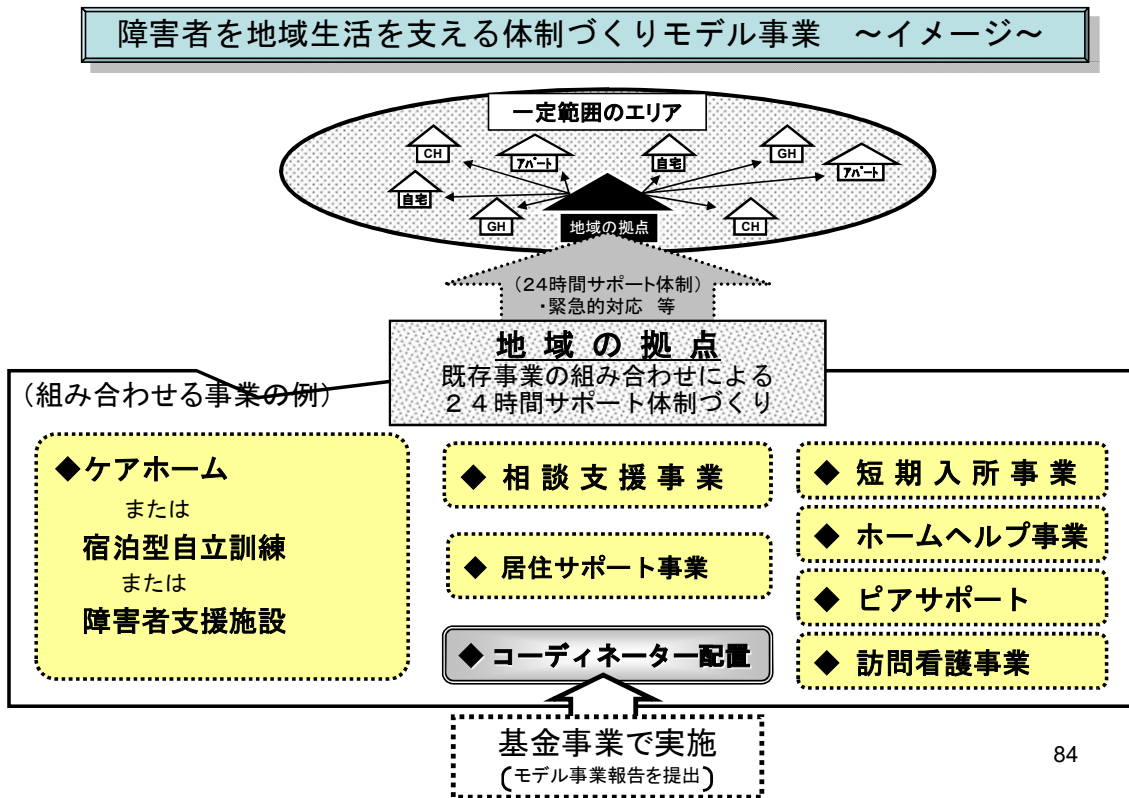 障害者を地域生活を支える体制づくりモデル事業　～イメージ～
一定範囲のエリア
CH
アパート
自宅
GH
アパート
自宅
GH
地域の拠点
CH
（24時間サポート体制）
・緊急的対応　等
地 域 の 拠 点
既存事業の組み合わせによる
２４時間サポート体制づくり
（組み合わせる事業の例）
◆ケアホーム
または
宿泊型自立訓練
または
障害者支援施設
◆ 相 談 支 援 事 業
◆ 居住サポート事業
◆ コーディネーター配置
◆ 短 期 入 所 事 業
◆ ホームヘルプ事業
◆ ピアサポート
◆ 訪問看護事業
基金事業で実施
（モデル事業報告を提出）
84